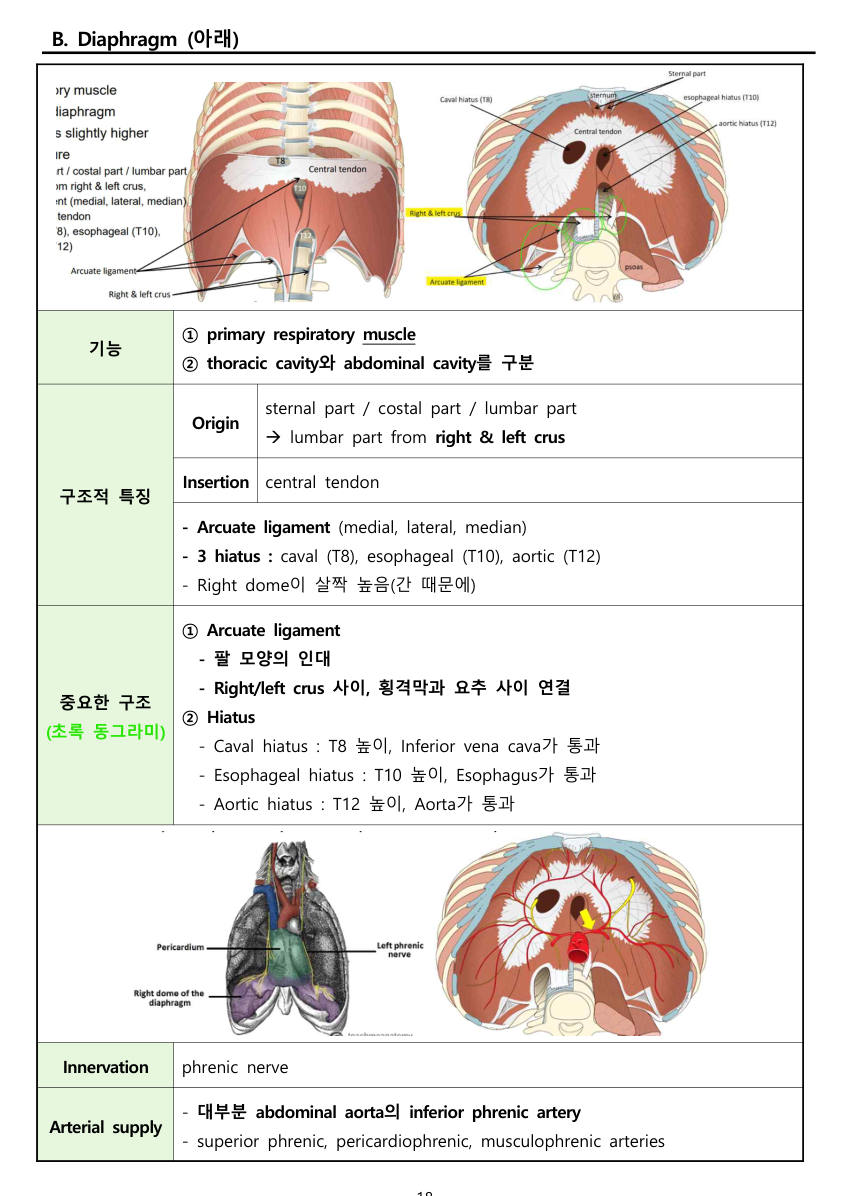 B. Diaphragm (아래)
ory muscle
diaphragm
s slightly higher
ure
rt / costal part / lumbar part
om right & left crus,
ent (medial, lateral, median)
tendon
8), esophageal (T10),
12)
T8
Central tendon
T10
T12
Arcuate ligament
Right & left crus
Sternal part
Caval hiatus (T8)
sternum
esophageal hiatus (T10)
aortic hiatus (T12)
Central tendon
Right & left crus
Arcuate ligament
psoas
기능
① primary respiratory muscle
② thoracic cavity와 abdominal cavity를 구분
구조적 특징
Origin
sternal part / costal part / lumbar part
→ lumbar part from right & left crus
Insertion
central tendon
- Arcuate ligament (medial, lateral, median)
- 3 hiatus : caval (T8), esophageal (T10), aortic (T12)
- Right dome이 살짝 높음(간 때문에)
중요한 구조
(초록 동그라미)
① Arcuate ligament
- 팔 모양의 인대
- Right/left crus 사이, 횡격막과 요추 사이 연결
② Hiatus
- Caval hiatus : T8 높이, Inferior vena cava가 통과
- Esophageal hiatus : T10 높이, Esophagus가 통과
- Aortic hiatus : T12 높이, Aorta가 통과
Pericardium
Left phrenic
nerve
Right dome of the
diaphragm
Innervation
phrenic nerve
Arterial supply
- 대부분 abdominal aorta의 inferior phrenic artery
- superior phrenic, pericardiophrenic, musculophrenic arteries
18